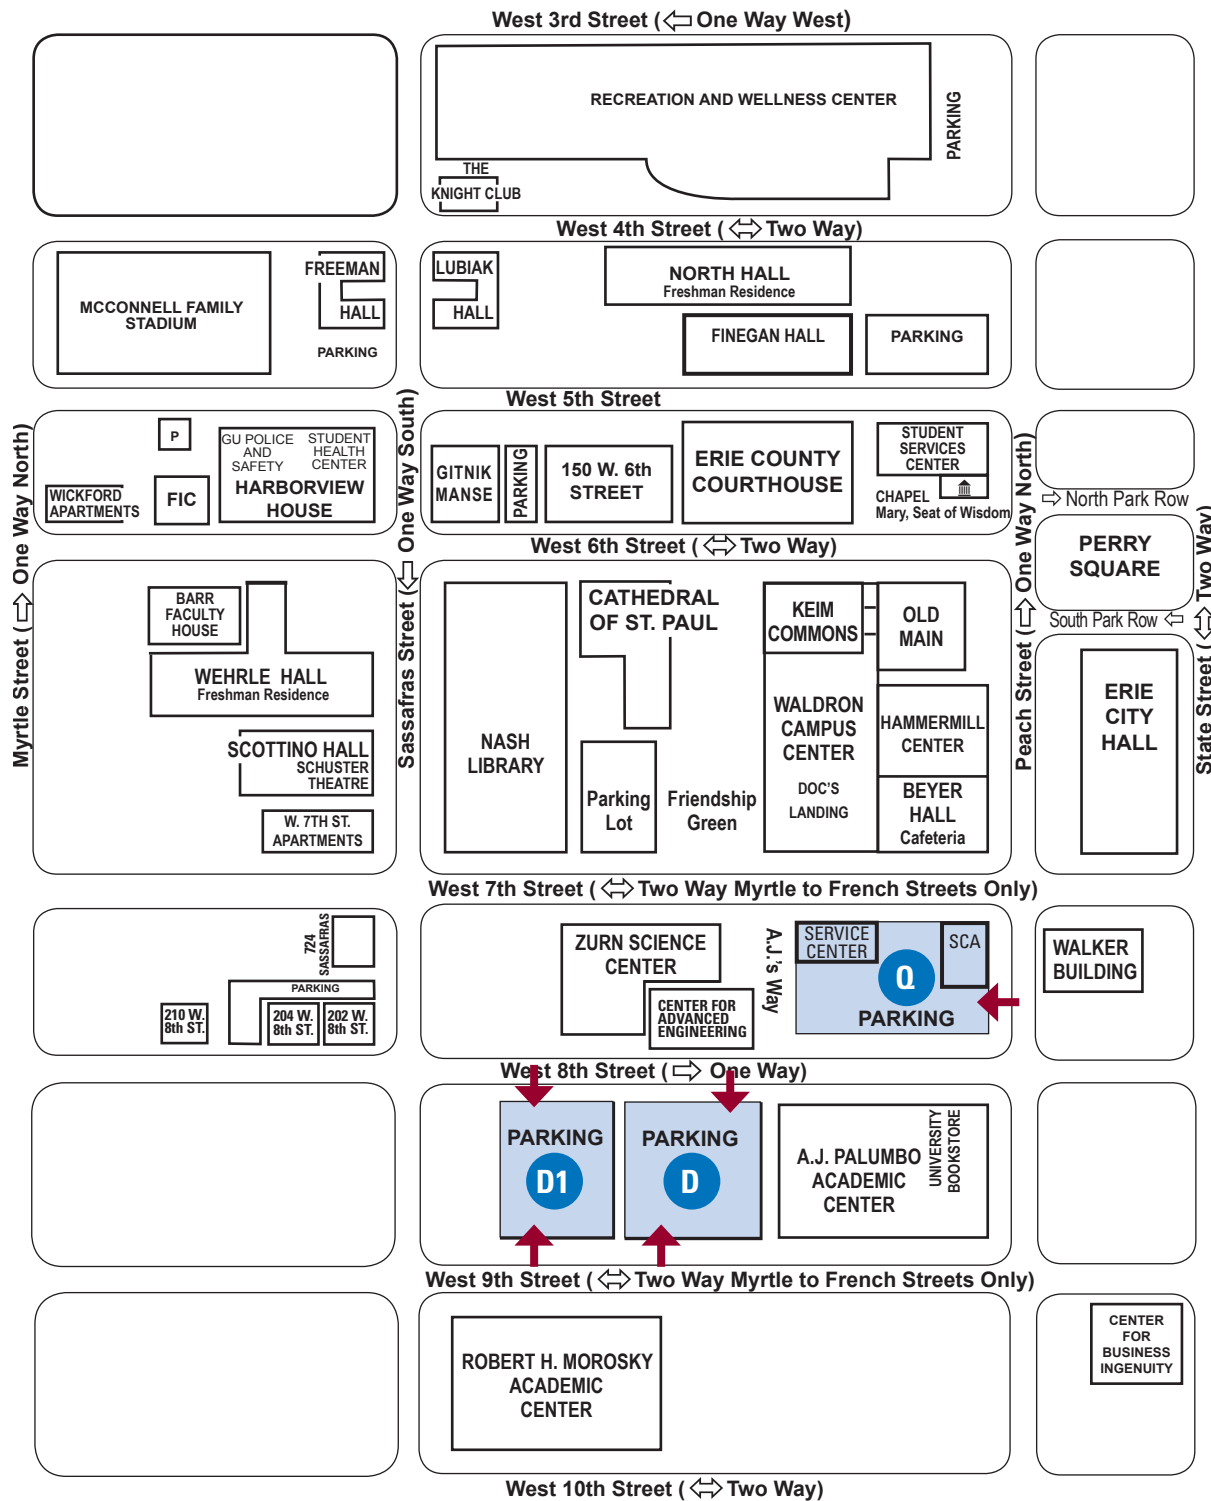 West 3rd Street (⇦ One Way West)
RECREATION AND WELLNESS CENTER
PARKING
THE
KNIGHT CLUB
West 4th Street (⬄ Two Way)
MCCONNELL FAMILY
STADIUM
FREEMAN
HALL
PARKING
LUBIAK
HALL
NORTH HALL
Freshman Residence
FINEGAN HALL
PARKING
West 5th Street
Myrtle Street (⇨ One Way North)
Sassafras Street (⇨ One Way South)
Peach Street (⇨ One Way North)
State Street (⬄ Two Way)
P
GU POLICE
AND
SAFETY
STUDENT
HEALTH
CENTER
HARBORVIEW
HOUSE
WICKFORD
APARTMENTS
FIC
GITNIK
MANSE
PARKING
150 W. 6th
STREET
ERIE COUNTY
COURTHOUSE
STUDENT
SERVICES
CENTER
CHAPEL
Mary, Seat of Wisdom
⇨ North Park Row
PERRY
SQUARE
South Park Row ⇦
West 6th Street (⬄ Two Way)
BARR
FACULTY
HOUSE
WEHRLE HALL
Freshman Residence
SCOTTINO HALL
SCHUSTER
THEATRE
W. 7TH ST.
APARTMENTS
NASH
LIBRARY
CATHEDRAL
OF ST. PAUL
Parking
Lot
Friendship
Green
KEIM
COMMONS
OLD
MAIN
WALDRON
CAMPUS
CENTER
DOC'S
LANDING
HAMMERMILL
CENTER
BEYER
HALL
Cafeteria
ERIE
CITY
HALL
West 7th Street (⬄ Two Way Myrtle to French Streets Only)
724
SASSAFRAS
PARKING
210 W.
8th ST.
204 W.
8th ST.
202 W.
8th ST.
ZURN SCIENCE
CENTER
CENTER FOR
ADVANCED
ENGINEERING
A.J.'s Way
SERVICE
CENTER
SCA
Q
PARKING
WALKER
BUILDING
West 8th Street (⇨ One Way)
PARKING
D1
PARKING
D
A.J. PALUMBO
ACADEMIC
CENTER
UNIVERSITY
BOOKSTORE
West 9th Street (⬄ Two Way Myrtle to French Streets Only)
ROBERT H. MOROSKY
ACADEMIC
CENTER
CENTER
FOR
BUSINESS
INGENUITY
West 10th Street (⬄ Two Way)